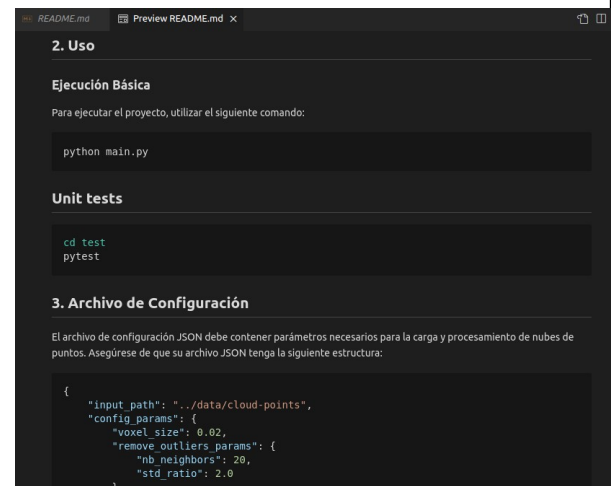 README.md
Preview README.md
2. Uso
Ejecución Básica
Para ejecutar el proyecto, utilizar el siguiente comando:
python main.py
Unit tests
cd test
pytest
3. Archivo de Configuración
El archivo de configuración JSON debe contener parámetros necesarios para la carga y procesamiento de nubes de
puntos. Asegúrese de que su archivo JSON tenga la siguiente estructura:
{
    "input_path": "../data/cloud-points",
    "config_params": {
        "voxel_size": 0.02,
        "remove_outliers_params": {
            "nb_neighbors": 20,
            "std_ratio": 2.0
        }